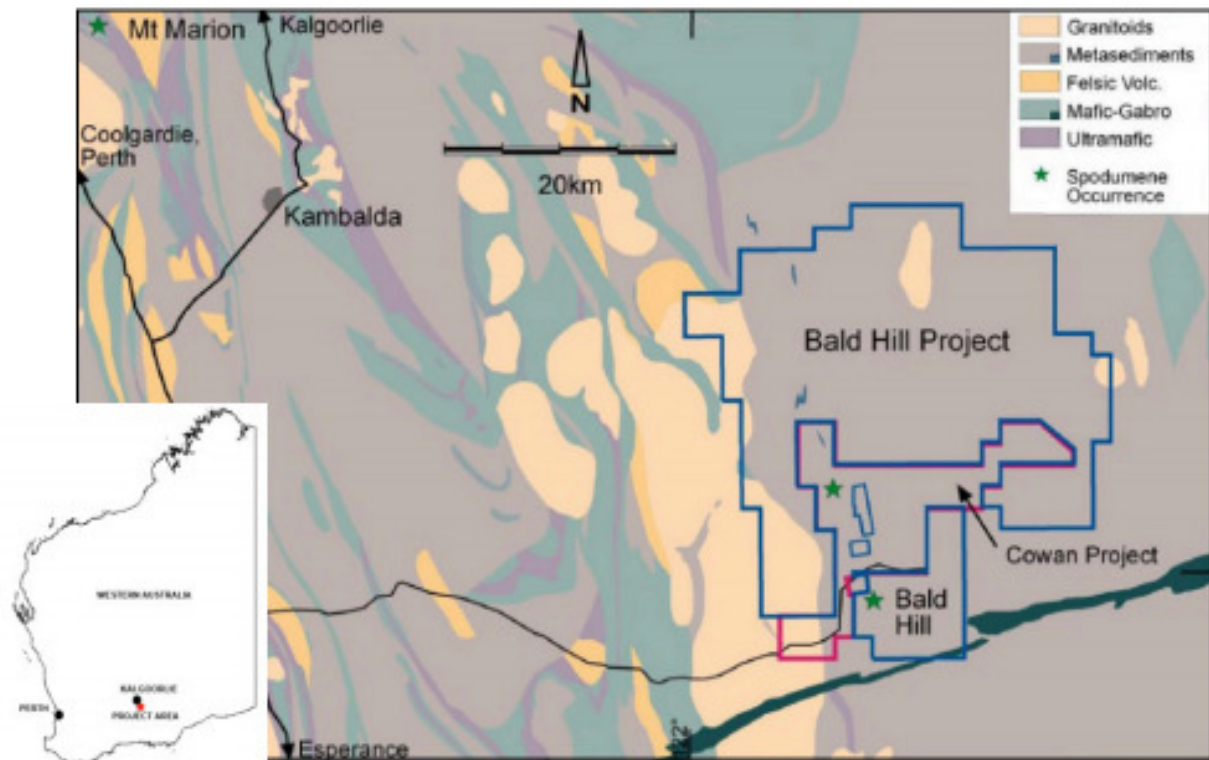 Mt Marion
Kalgoorlie
Coolgardie,
Perth
Kambalda
N
20km
Granitoids
Metasediments
Felsic Volc.
Mafic-Gabro
Ultramafic
Spodumene
Occurrence
Bald Hill Project
Cowan Project
Bald
Hill
122°
Esperance
WESTERN AUSTRALIA
KALGOORLIE
PERTH
PROJECT AREA